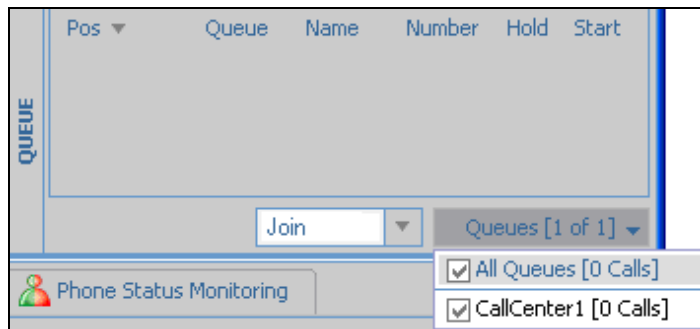 Pos Queue Name Number Hold Start
QUEUE
Join Queues [1 of 1]
All Queues [0 Calls]
Phone Status Monitoring
CallCenter1 [0 Calls]